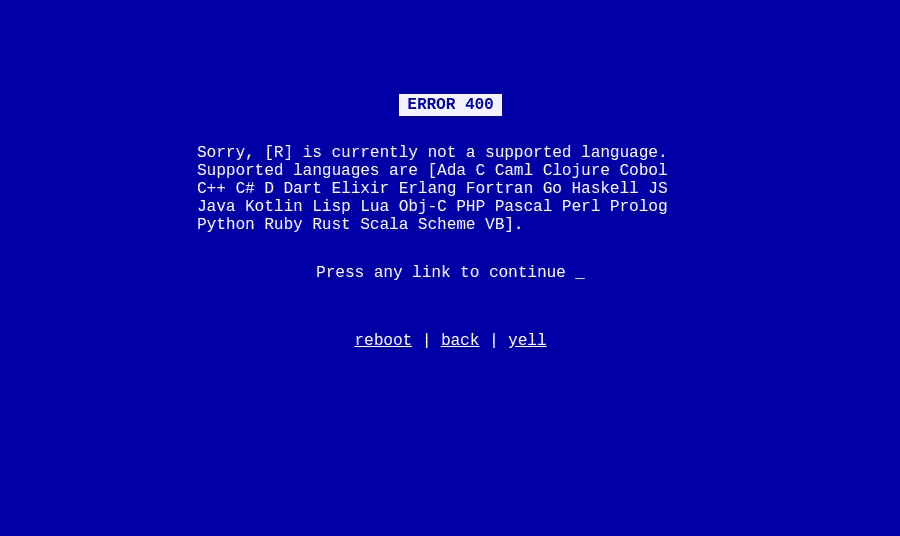 ERROR 400
Sorry, [R] is currently not a supported language.
Supported languages are [Ada C Caml Clojure Cobol
C++ C# D Dart Elixir Erlang Fortran Go Haskell JS
Java Kotlin Lisp Lua Obj-C PHP Pascal Perl Prolog
Python Ruby Rust Scala Scheme VB].
Press any link to continue _
reboot | back | yell